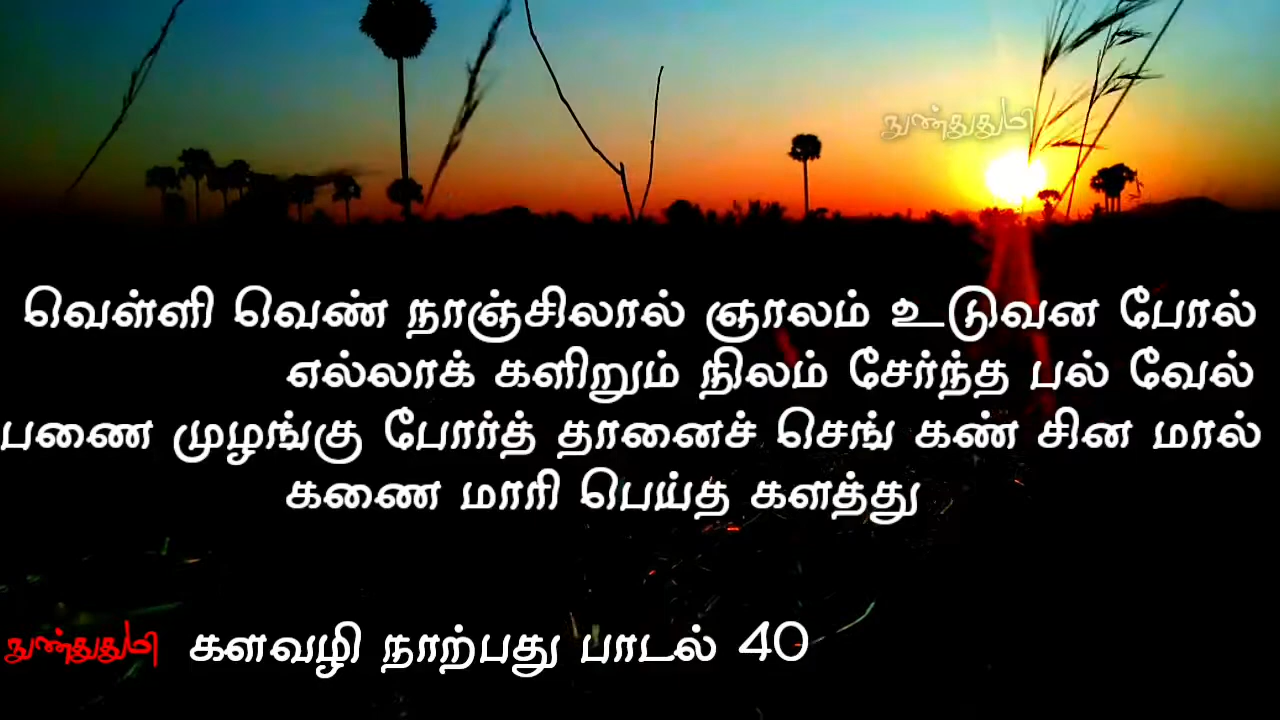 நுண்துதுமி
வெள்ளி வெண் நாஞ்சிலால் ஞாலம் உடுவன போல்
எல்லாக் களிறும் நிலம் சேர்ந்த பல் வேல்
பணை முழங்கு போர்த் தானைச் செங் கண் சின மால்
கணை மாரி பெய்த களத்து
நுண்துதுமி களவழி நாற்பது பாடல் 40